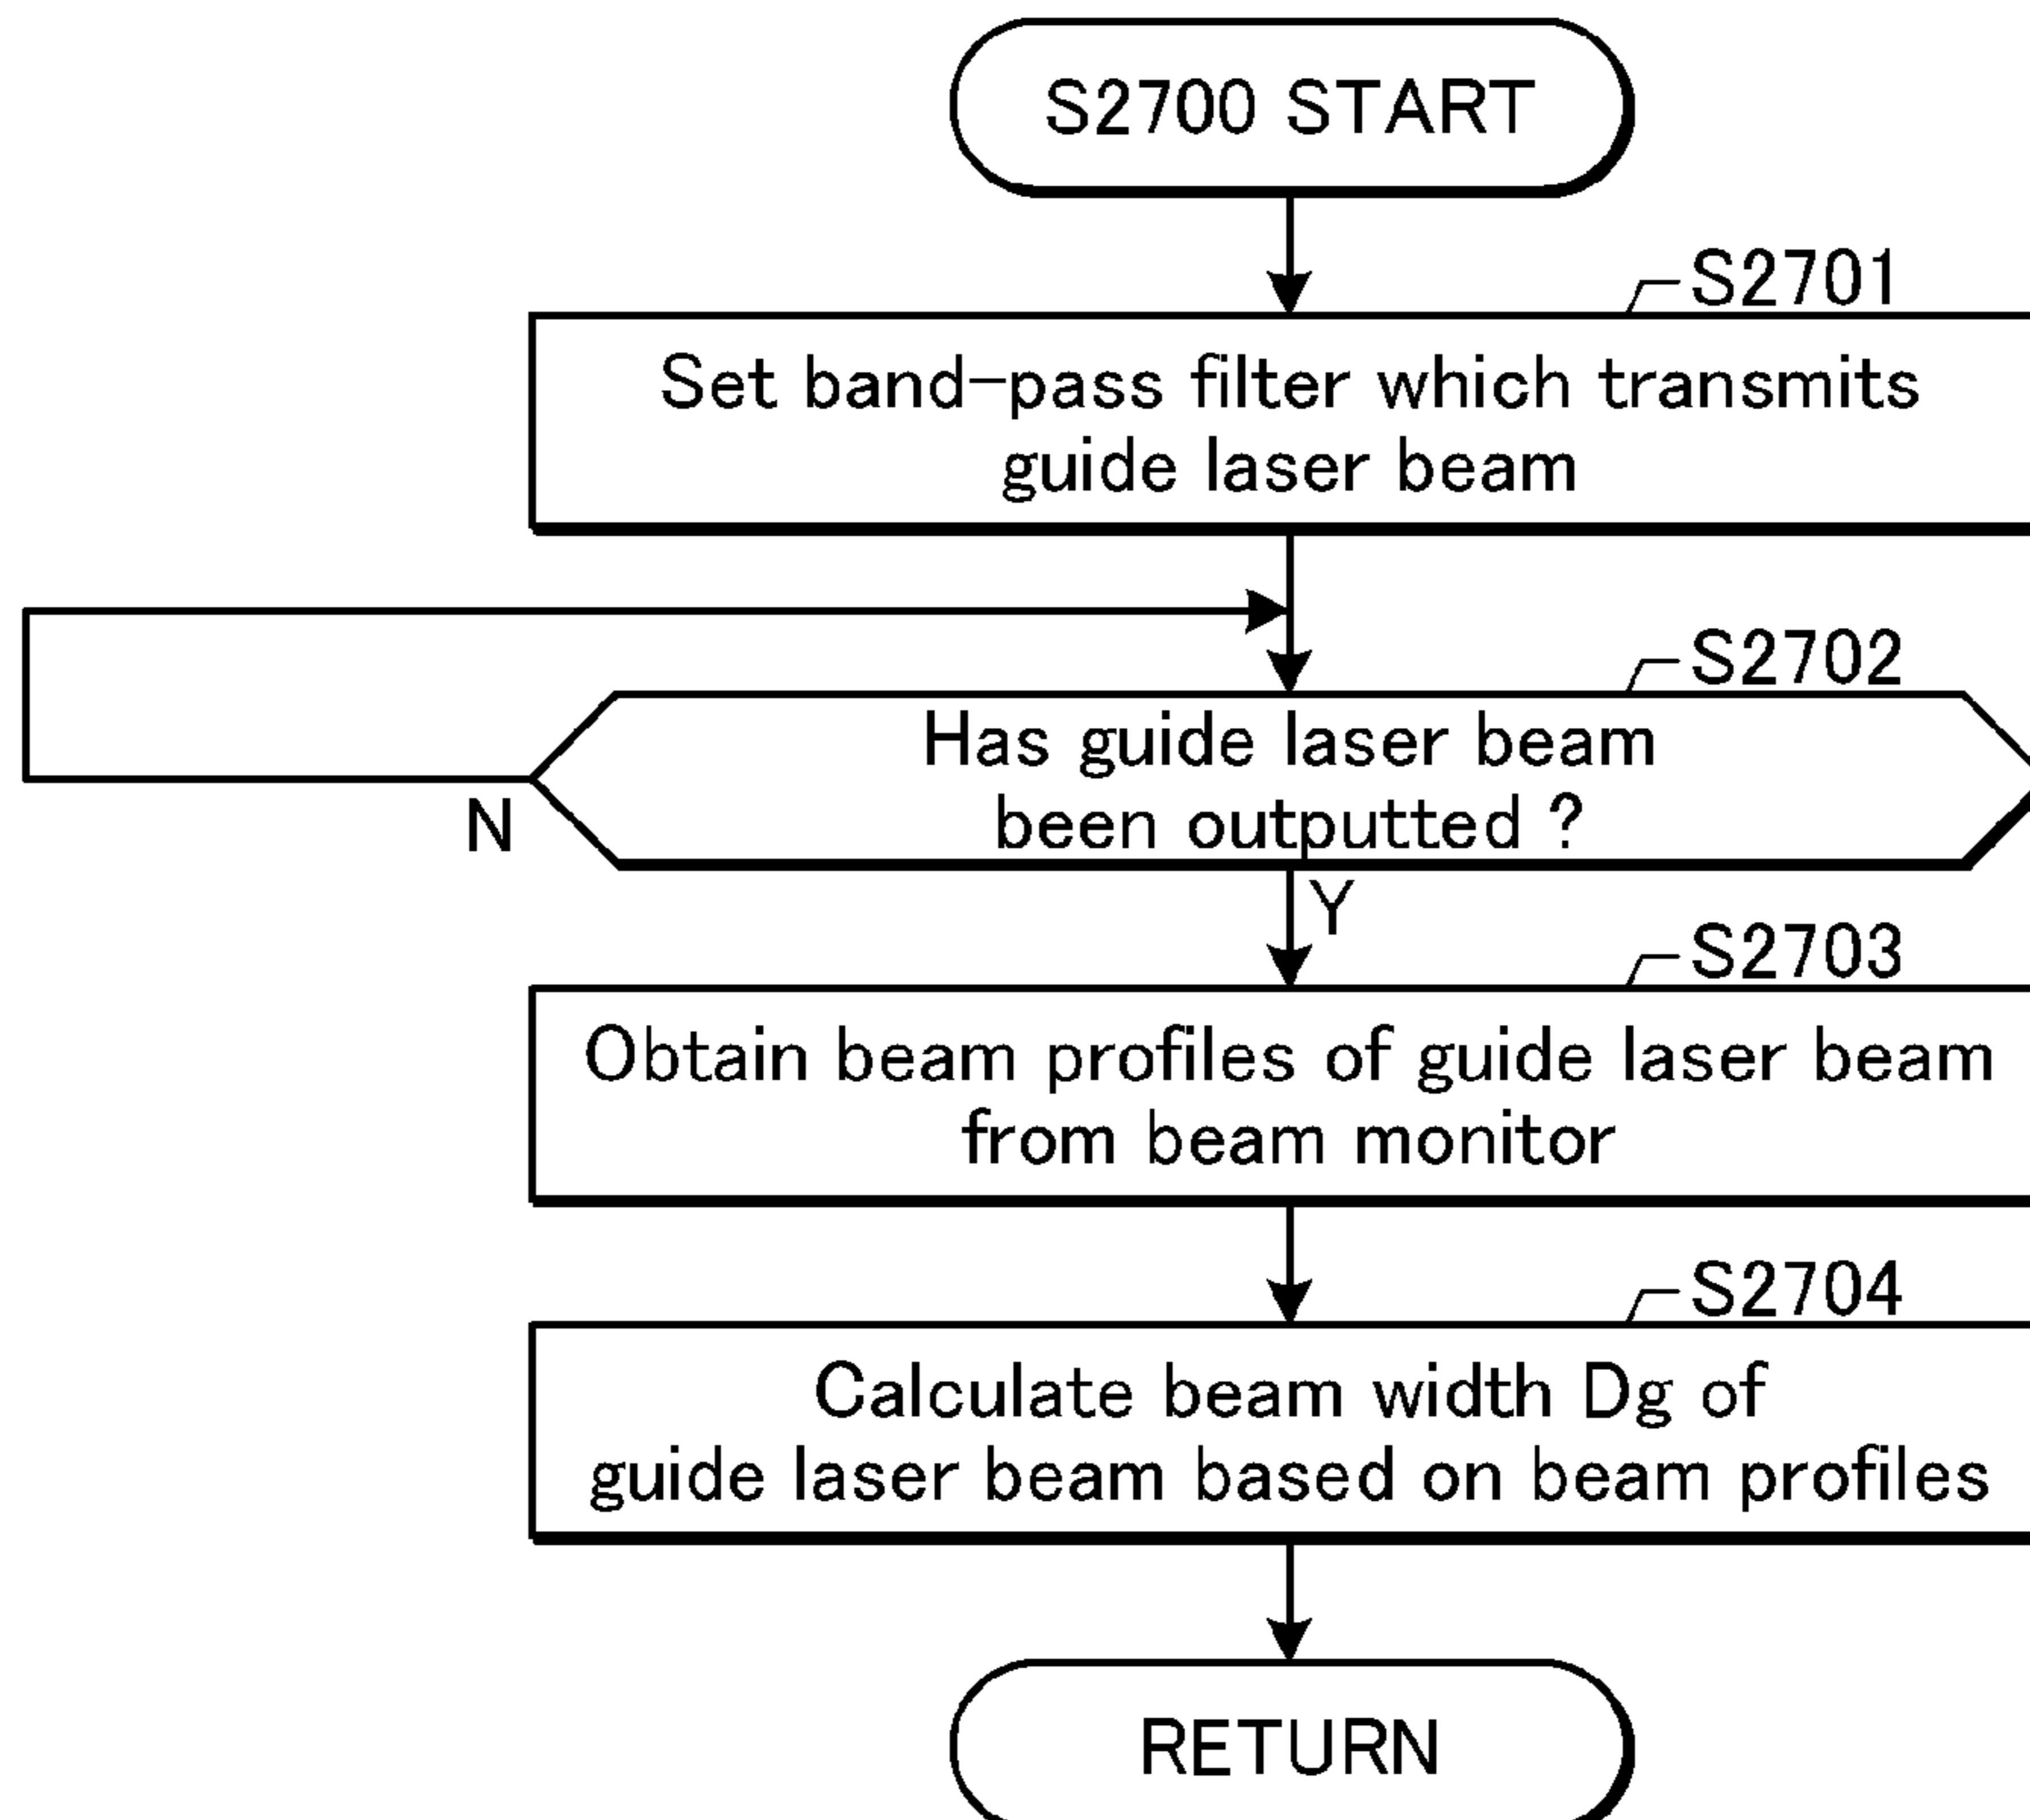 S2700 START
S2701
Set band-pass filter which transmits
guide laser beam
S2702
Has guide laser beam
been outputted ?
N
Y
S2703
Obtain beam profiles of guide laser beam
from beam monitor
S2704
Calculate beam width Dg of
guide laser beam based on beam profiles
RETURN